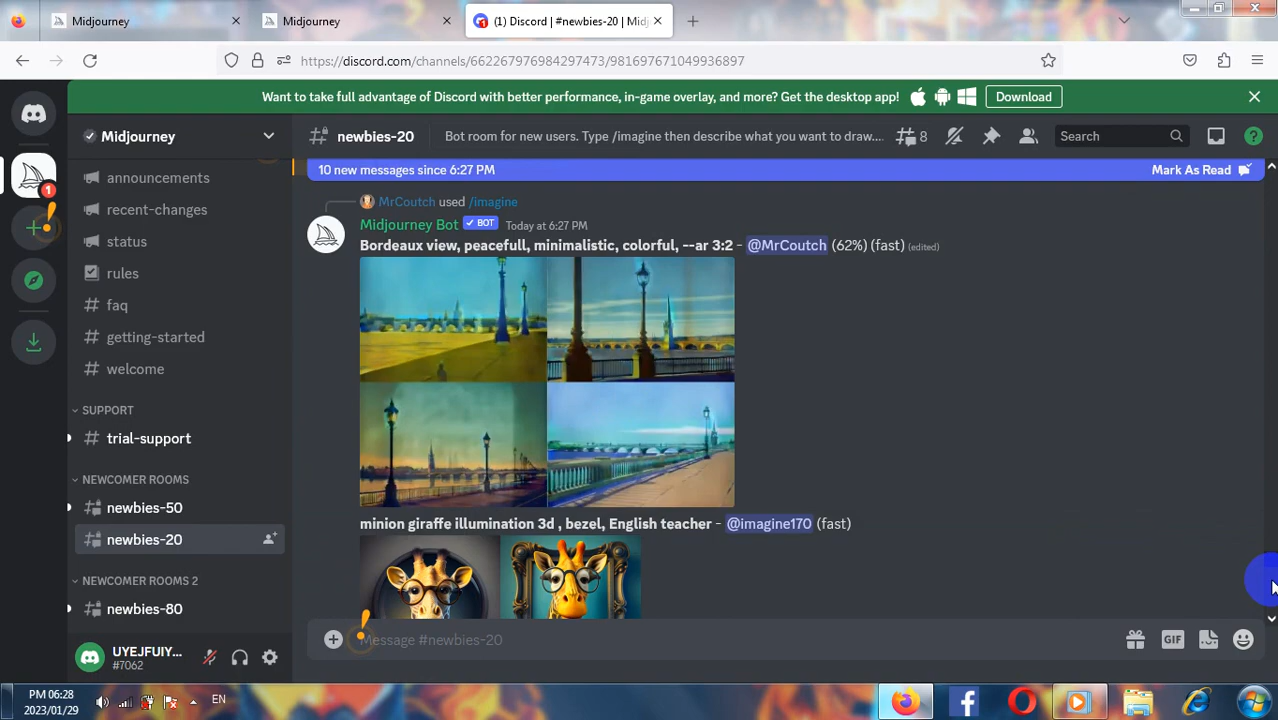 Midjourney
Midjourney
(1) Discord | #newbies-20 | Midj
https://discord.com/channels/662267976984297473/981697671049936897
Want to take full advantage of Discord with better performance, in-game overlay, and more? Get the desktop app!
Download
Midjourney
newbies-20
Bot room for new users. Type /imagine then describe what you want to draw....
8
Search
announcements
recent-changes
status
rules
faq
getting-started
welcome
SUPPORT
trial-support
NEWCOMER ROOMS
newbies-50
newbies-20
NEWCOMER ROOMS 2
newbies-80
UYEJFUIY...
#7062
1
10 new messages since 6:27 PM
Mark As Read
MrCoutch used /imagine
Midjourney Bot ✓ BOT Today at 6:27 PM
Bordeaux view, peacefull, minimalistic, colorful, --ar 3:2 - @MrCoutch (62%) (fast) (edited)
minion giraffe illumination 3d , bezel, English teacher - @imagine170 (fast)
Message #newbies-20
GIF
PM 06:28
2023/01/29
EN